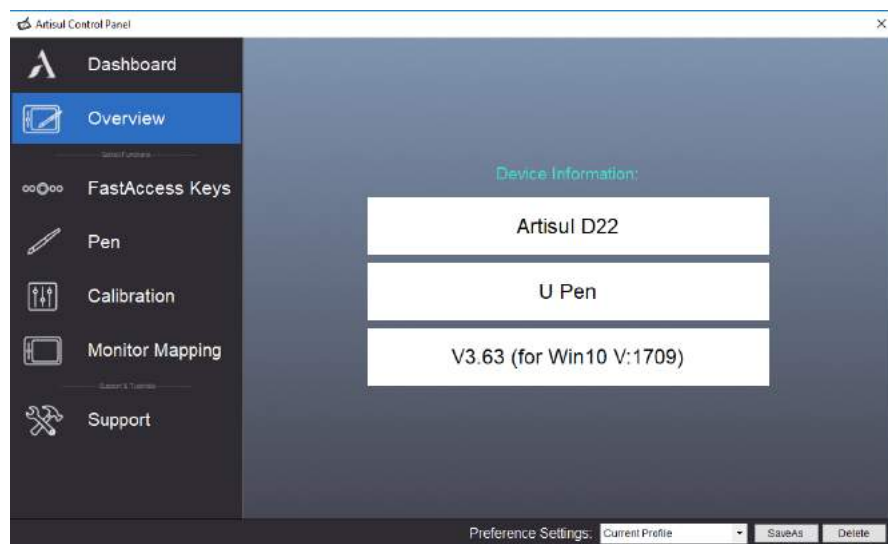 Artisul Control Panel
Dashboard
Overview
FastAccess Keys
Pen
Calibration
Monitor Mapping
Support
Device Information:
Artisul D22
U Pen
V3.63 (for Win10 V:1709)
Preference Settings: Current Profile SaveAs Delete